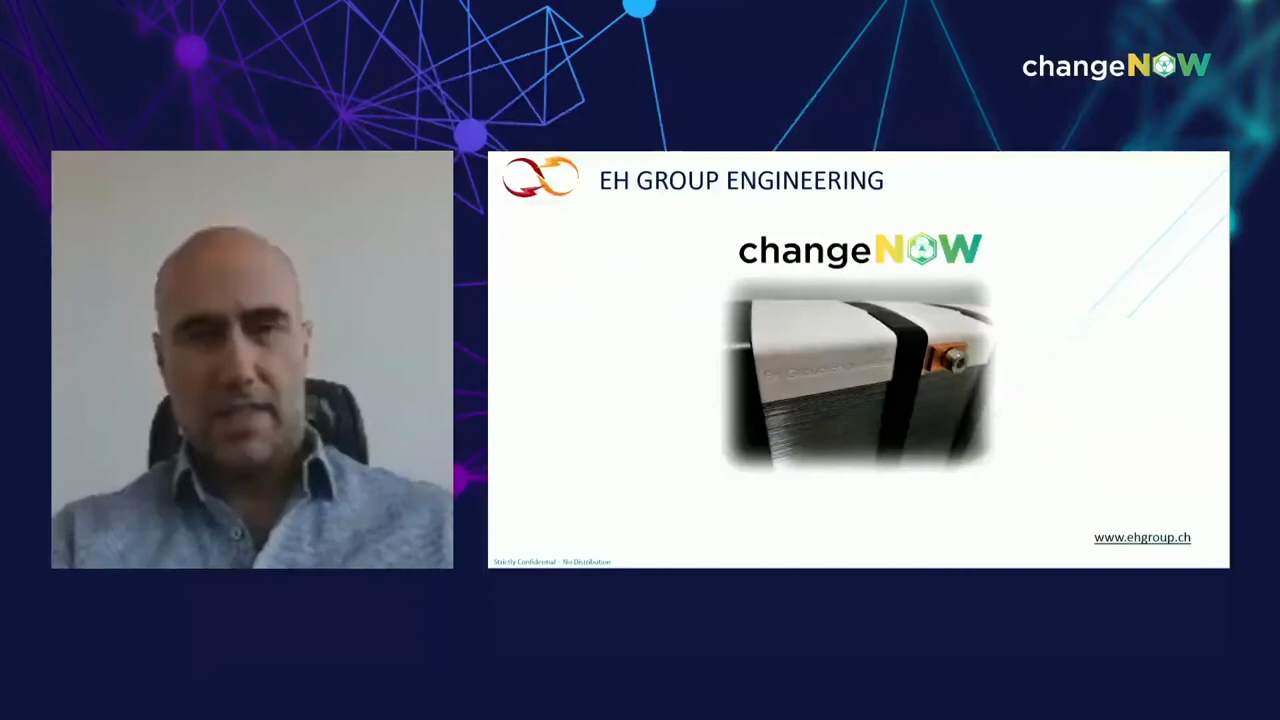 changeNOW
EH GROUP ENGINEERING
changeNOW
www.ehgroup.ch
Strictly Confidential – No Distribution